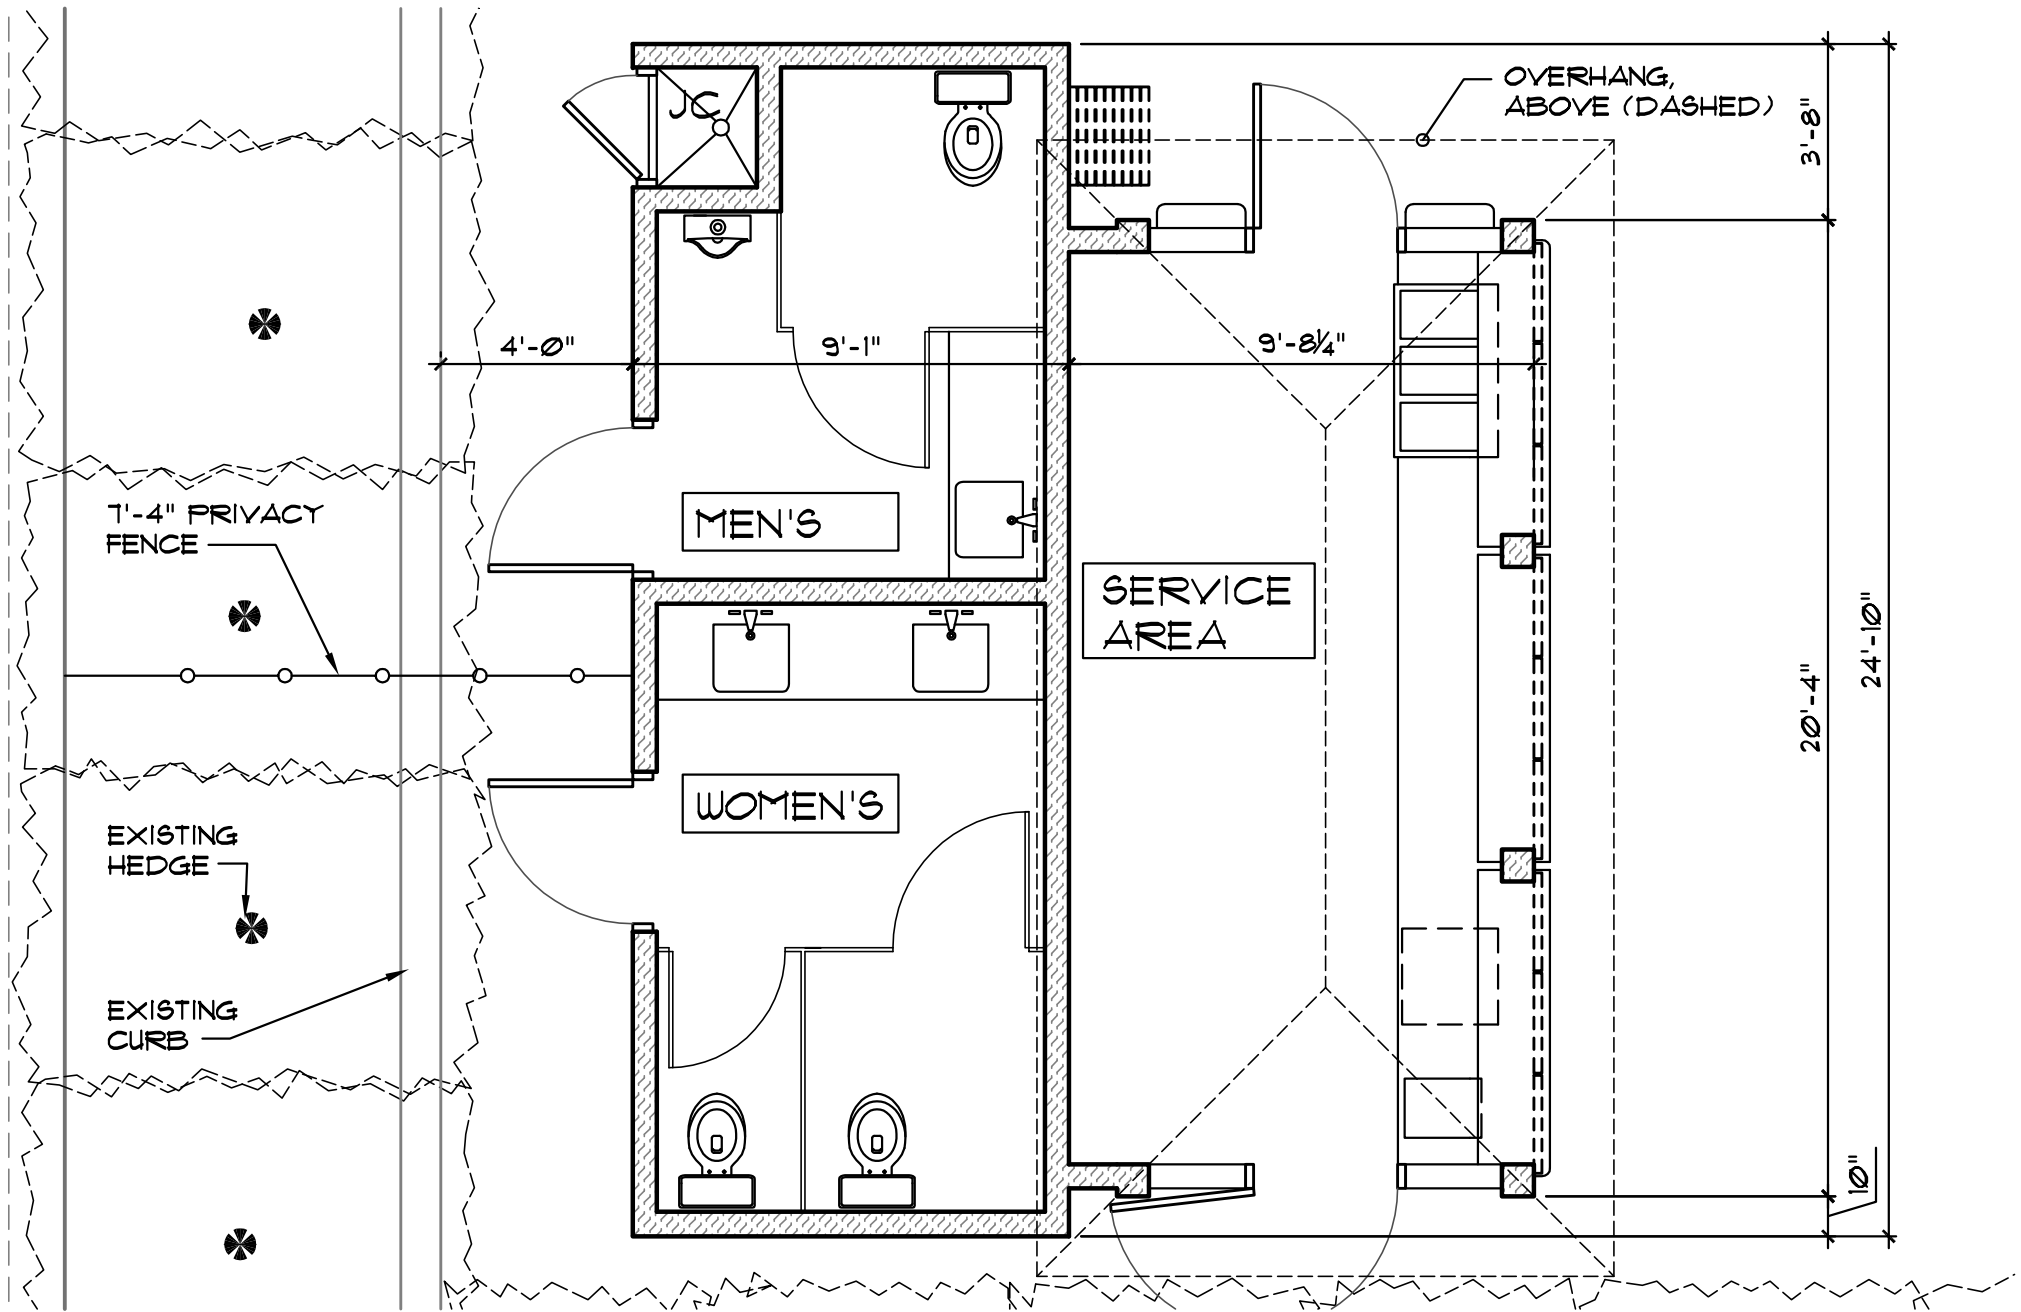 OVERHANG,
ABOVE (DASHED)
JC
3'-8"
4'-0"
9'-1"
9'-8¼"
7'-4" PRIVACY
FENCE
MEN'S
SERVICE
AREA
24'-10"
20'-4"
WOMEN'S
EXISTING
HEDGE
EXISTING
CURB
10"